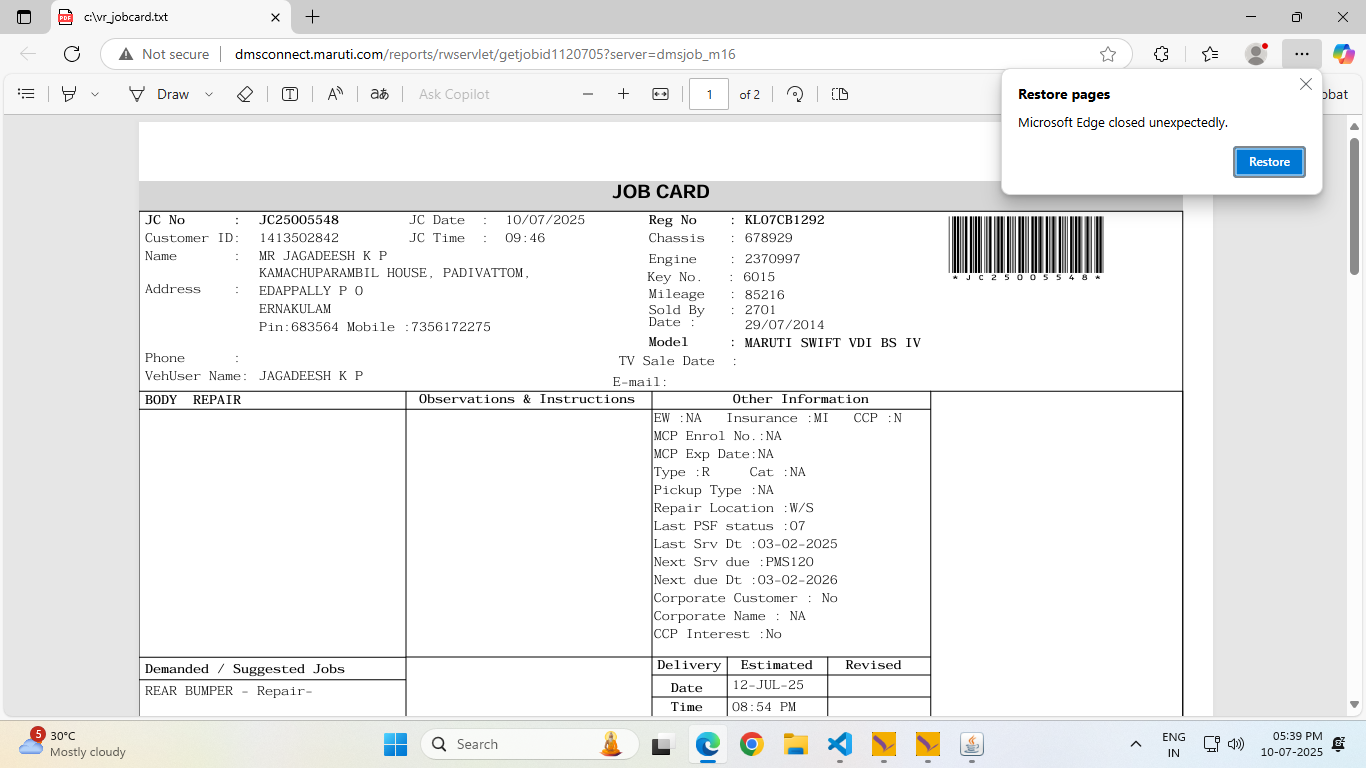 c:\vr_jobcard.txt
Not secure
dmsconnect.maruti.com/reports/rwservlet/getjobid1120705?server=dmsjob_m16
Draw
Ask Copilot
1 of 2
obat
Restore pages
Microsoft Edge closed unexpectedly.
Restore
JOB CARD
JC No : JC25005548 JC Date : 10/07/2025 Reg No : KL07CB1292
Customer ID: 1413502842 JC Time : 09:46 Chassis : 678929
Name : MR JAGADEESH K P Engine : 2370997
KAMACHUPARAMBIL HOUSE, PADIVATTOM, Key No. : 6015
Address : EDAPPALLY P O Mileage : 85216
ERNAKULAM Sold By : 2701
Pin:683564 Mobile :7356172275 Date : 29/07/2014
Model : MARUTI SWIFT VDI BS IV
Phone : TV Sale Date :
VehUser Name: JAGADEESH K P E-mail:
*JC25005548*
BODY REPAIR Observations & Instructions Other Information
EW :NA Insurance :MI CCP :N
MCP Enrol No.:NA
MCP Exp Date:NA
Type :R Cat :NA
Pickup Type :NA
Repair Location :W/S
Last PSF status :07
Last Srv Dt :03-02-2025
Next Srv due :PMS120
Next due Dt :03-02-2026
Corporate Customer : No
Corporate Name : NA
CCP Interest :No
Demanded / Suggested Jobs Delivery Estimated Revised
REAR BUMPER - Repair- Date 12-JUL-25
Time 08:54 PM
5
30°C
Mostly cloudy
Search
ENG
IN
05:39 PM
10-07-2025